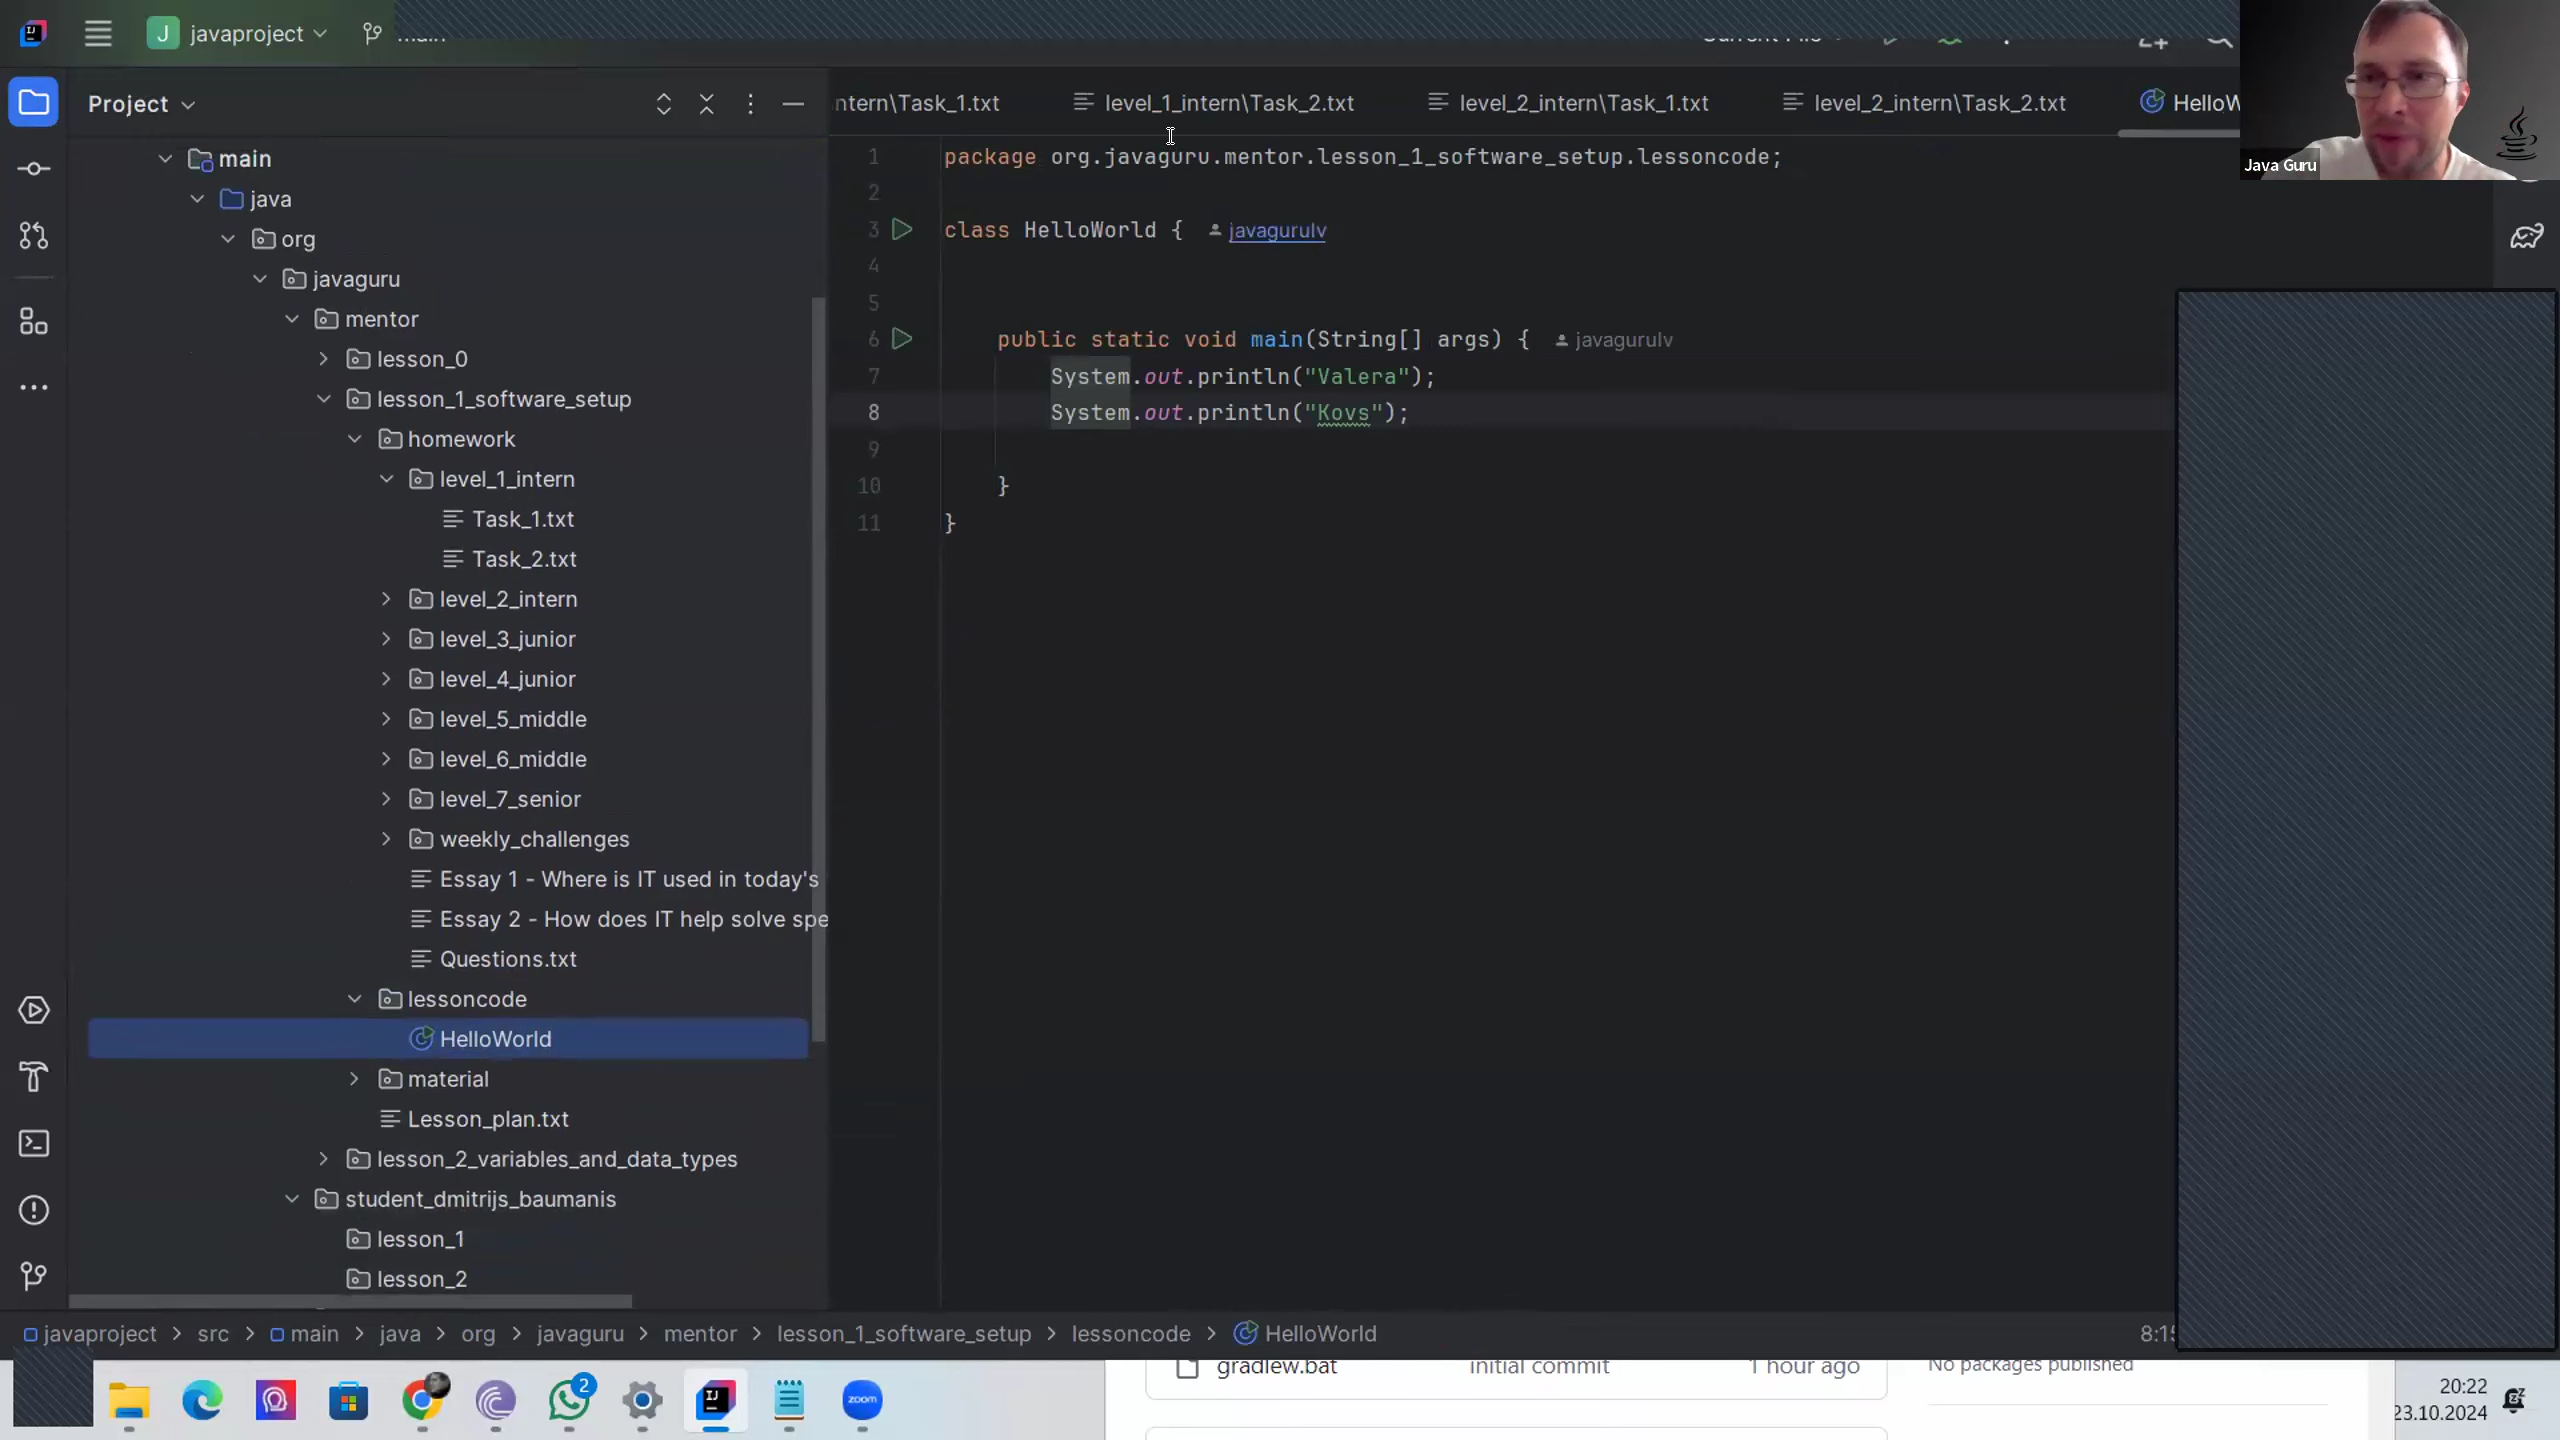 J javaproject main
Java Guru
Project
ntern\Task_1.txt level_1_intern\Task_2.txt level_2_intern\Task_1.txt level_2_intern\Task_2.txt HelloW
main
java
org
javaguru
mentor
lesson_0
lesson_1_software_setup
homework
level_1_intern
Task_1.txt
Task_2.txt
level_2_intern
level_3_junior
level_4_junior
level_5_middle
level_6_middle
level_7_senior
weekly_challenges
Essay 1 - Where is IT used in today's
Essay 2 - How does IT help solve spe
Questions.txt
lessoncode
HelloWorld
material
Lesson_plan.txt
lesson_2_variables_and_data_types
student_dmitrijs_baumanis
lesson_1
lesson_2
1 package org.javaguru.mentor.lesson_1_software_setup.lessoncode;
2
3 class HelloWorld { javagurulv
4
5
6 public static void main(String[] args) { javagurulv
7 System.out.println("Valera");
8 System.out.println("Kovs");
9
10 }
11 }
javaproject > src > main > java > org > javaguru > mentor > lesson_1_software_setup > lessoncode > HelloWorld 8:15
gradlew.bat initial commit 1 hour ago No packages published
2
zoom
20:22
23.10.2024